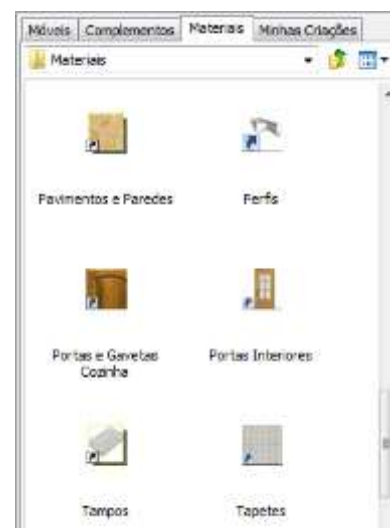 Móveis Complementos Materiais Minhas Criações
Materiais
Pavimentos e Paredes Perfis
Portas e Gavetas Cozinha Portas Interiores
Tampos Tapetes